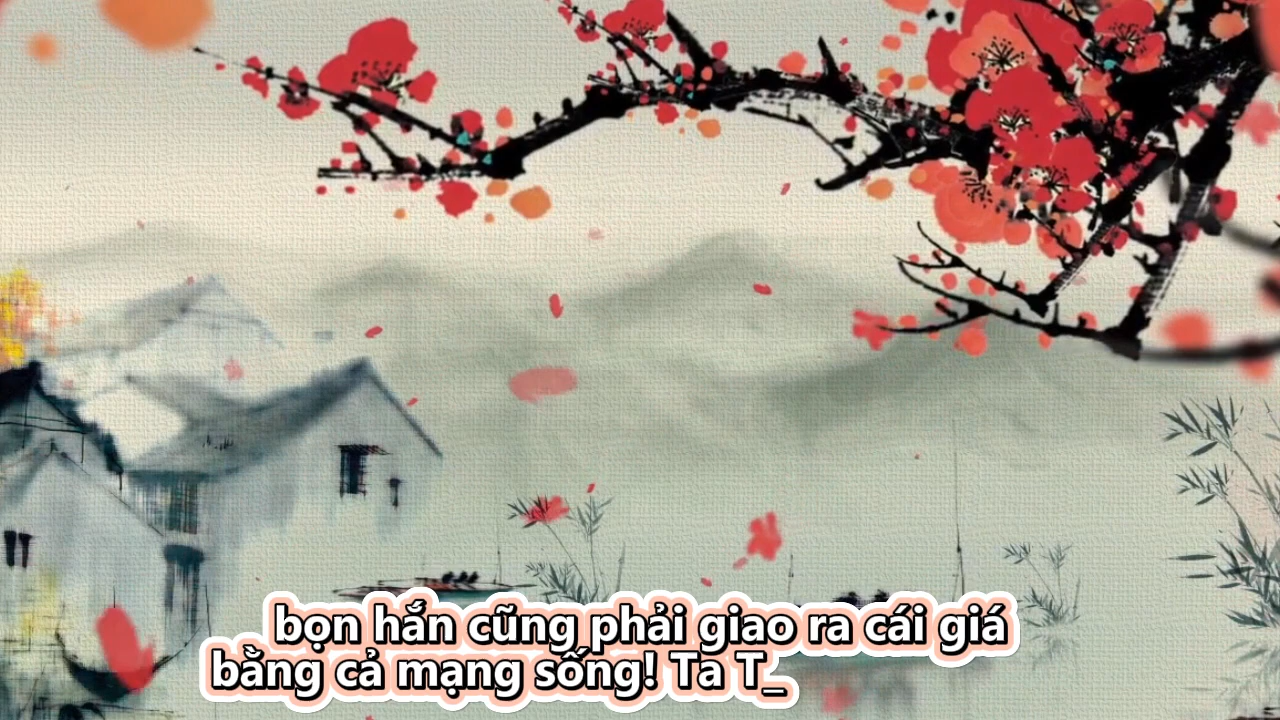 bọn hắn cũng phải giao ra cái giá
bằng cả mạng sống! Ta T_